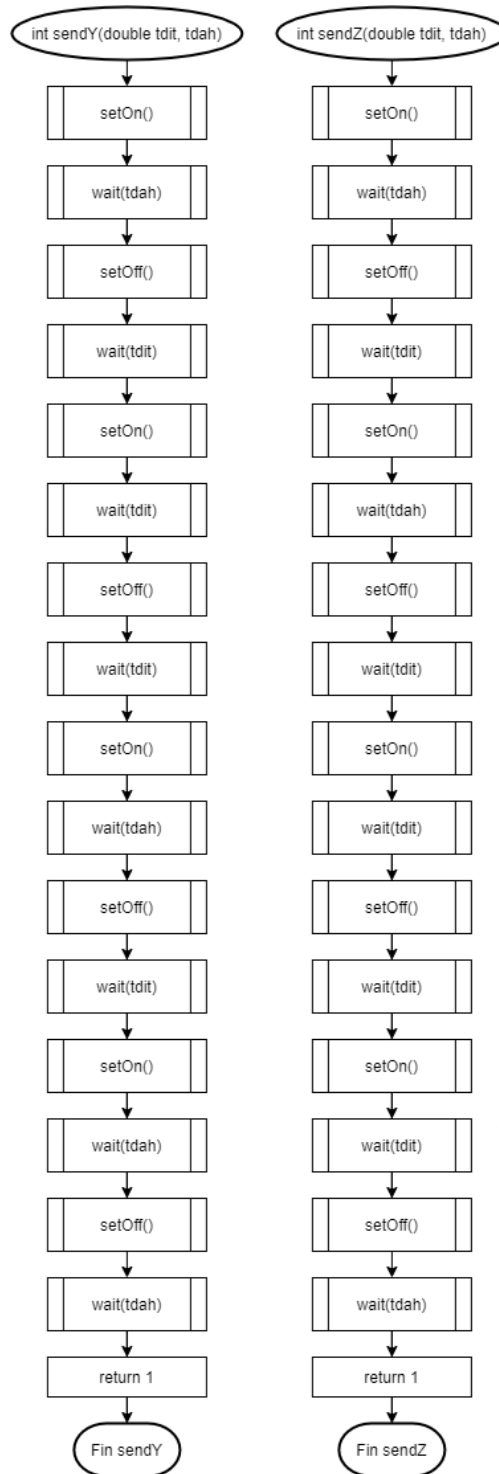 int sendY(double tdit, tdah)
setOn()
wait(tdah)
setOff()
wait(tdit)
setOn()
wait(tdit)
setOff()
wait(tdit)
setOn()
wait(tdah)
setOff()
wait(tdit)
setOn()
wait(tdah)
setOff()
wait(tdah)
return 1
Fin sendY
int sendZ(double tdit, tdah)
setOn()
wait(tdah)
setOff()
wait(tdit)
setOn()
wait(tdah)
setOff()
wait(tdit)
setOn()
wait(tdit)
setOff()
wait(tdit)
setOn()
wait(tdit)
setOff()
wait(tdah)
return 1
Fin sendZ